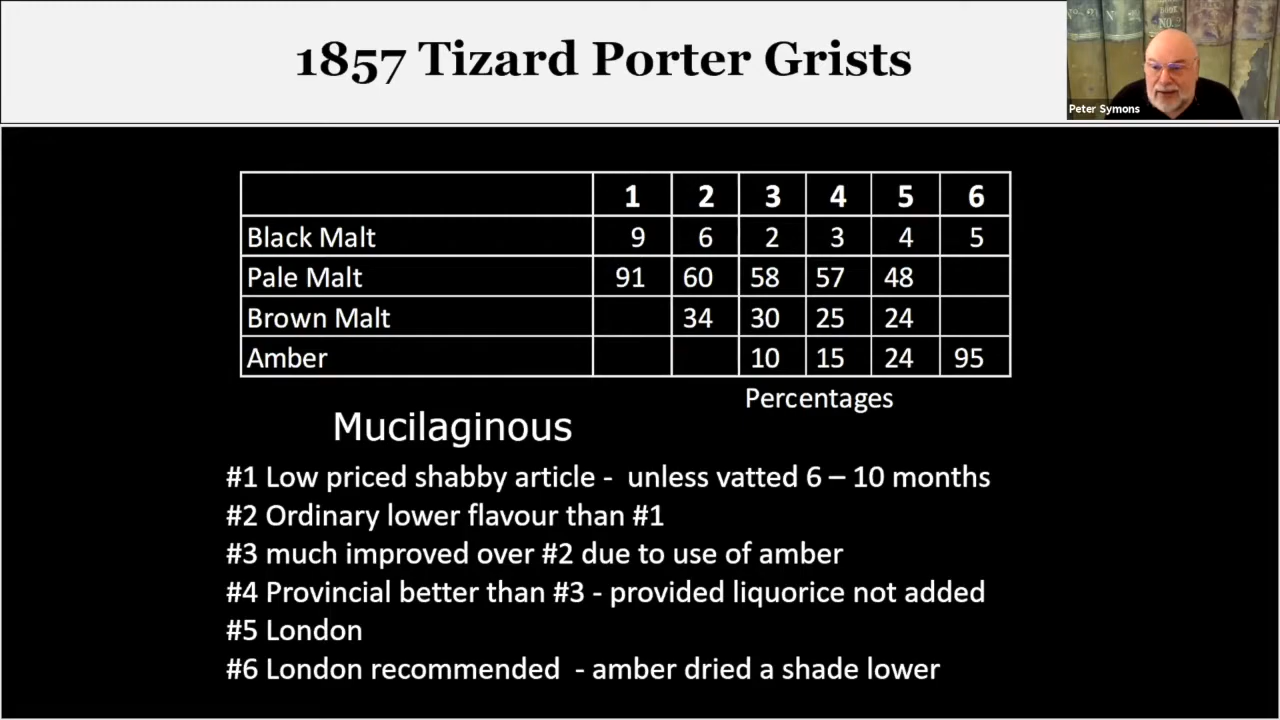 1857 Tizard Porter Grists
NO. 2
Peter Symons
1 2 3 4 5 6
Black Malt 9 6 2 3 4 5
Pale Malt 91 60 58 57 48
Brown Malt 34 30 25 24
Amber 10 15 24 95
Percentages
Mucilaginous
#1 Low priced shabby article - unless vatted 6 – 10 months
#2 Ordinary lower flavour than #1
#3 much improved over #2 due to use of amber
#4 Provincial better than #3 - provided liquorice not added
#5 London
#6 London recommended - amber dried a shade lower